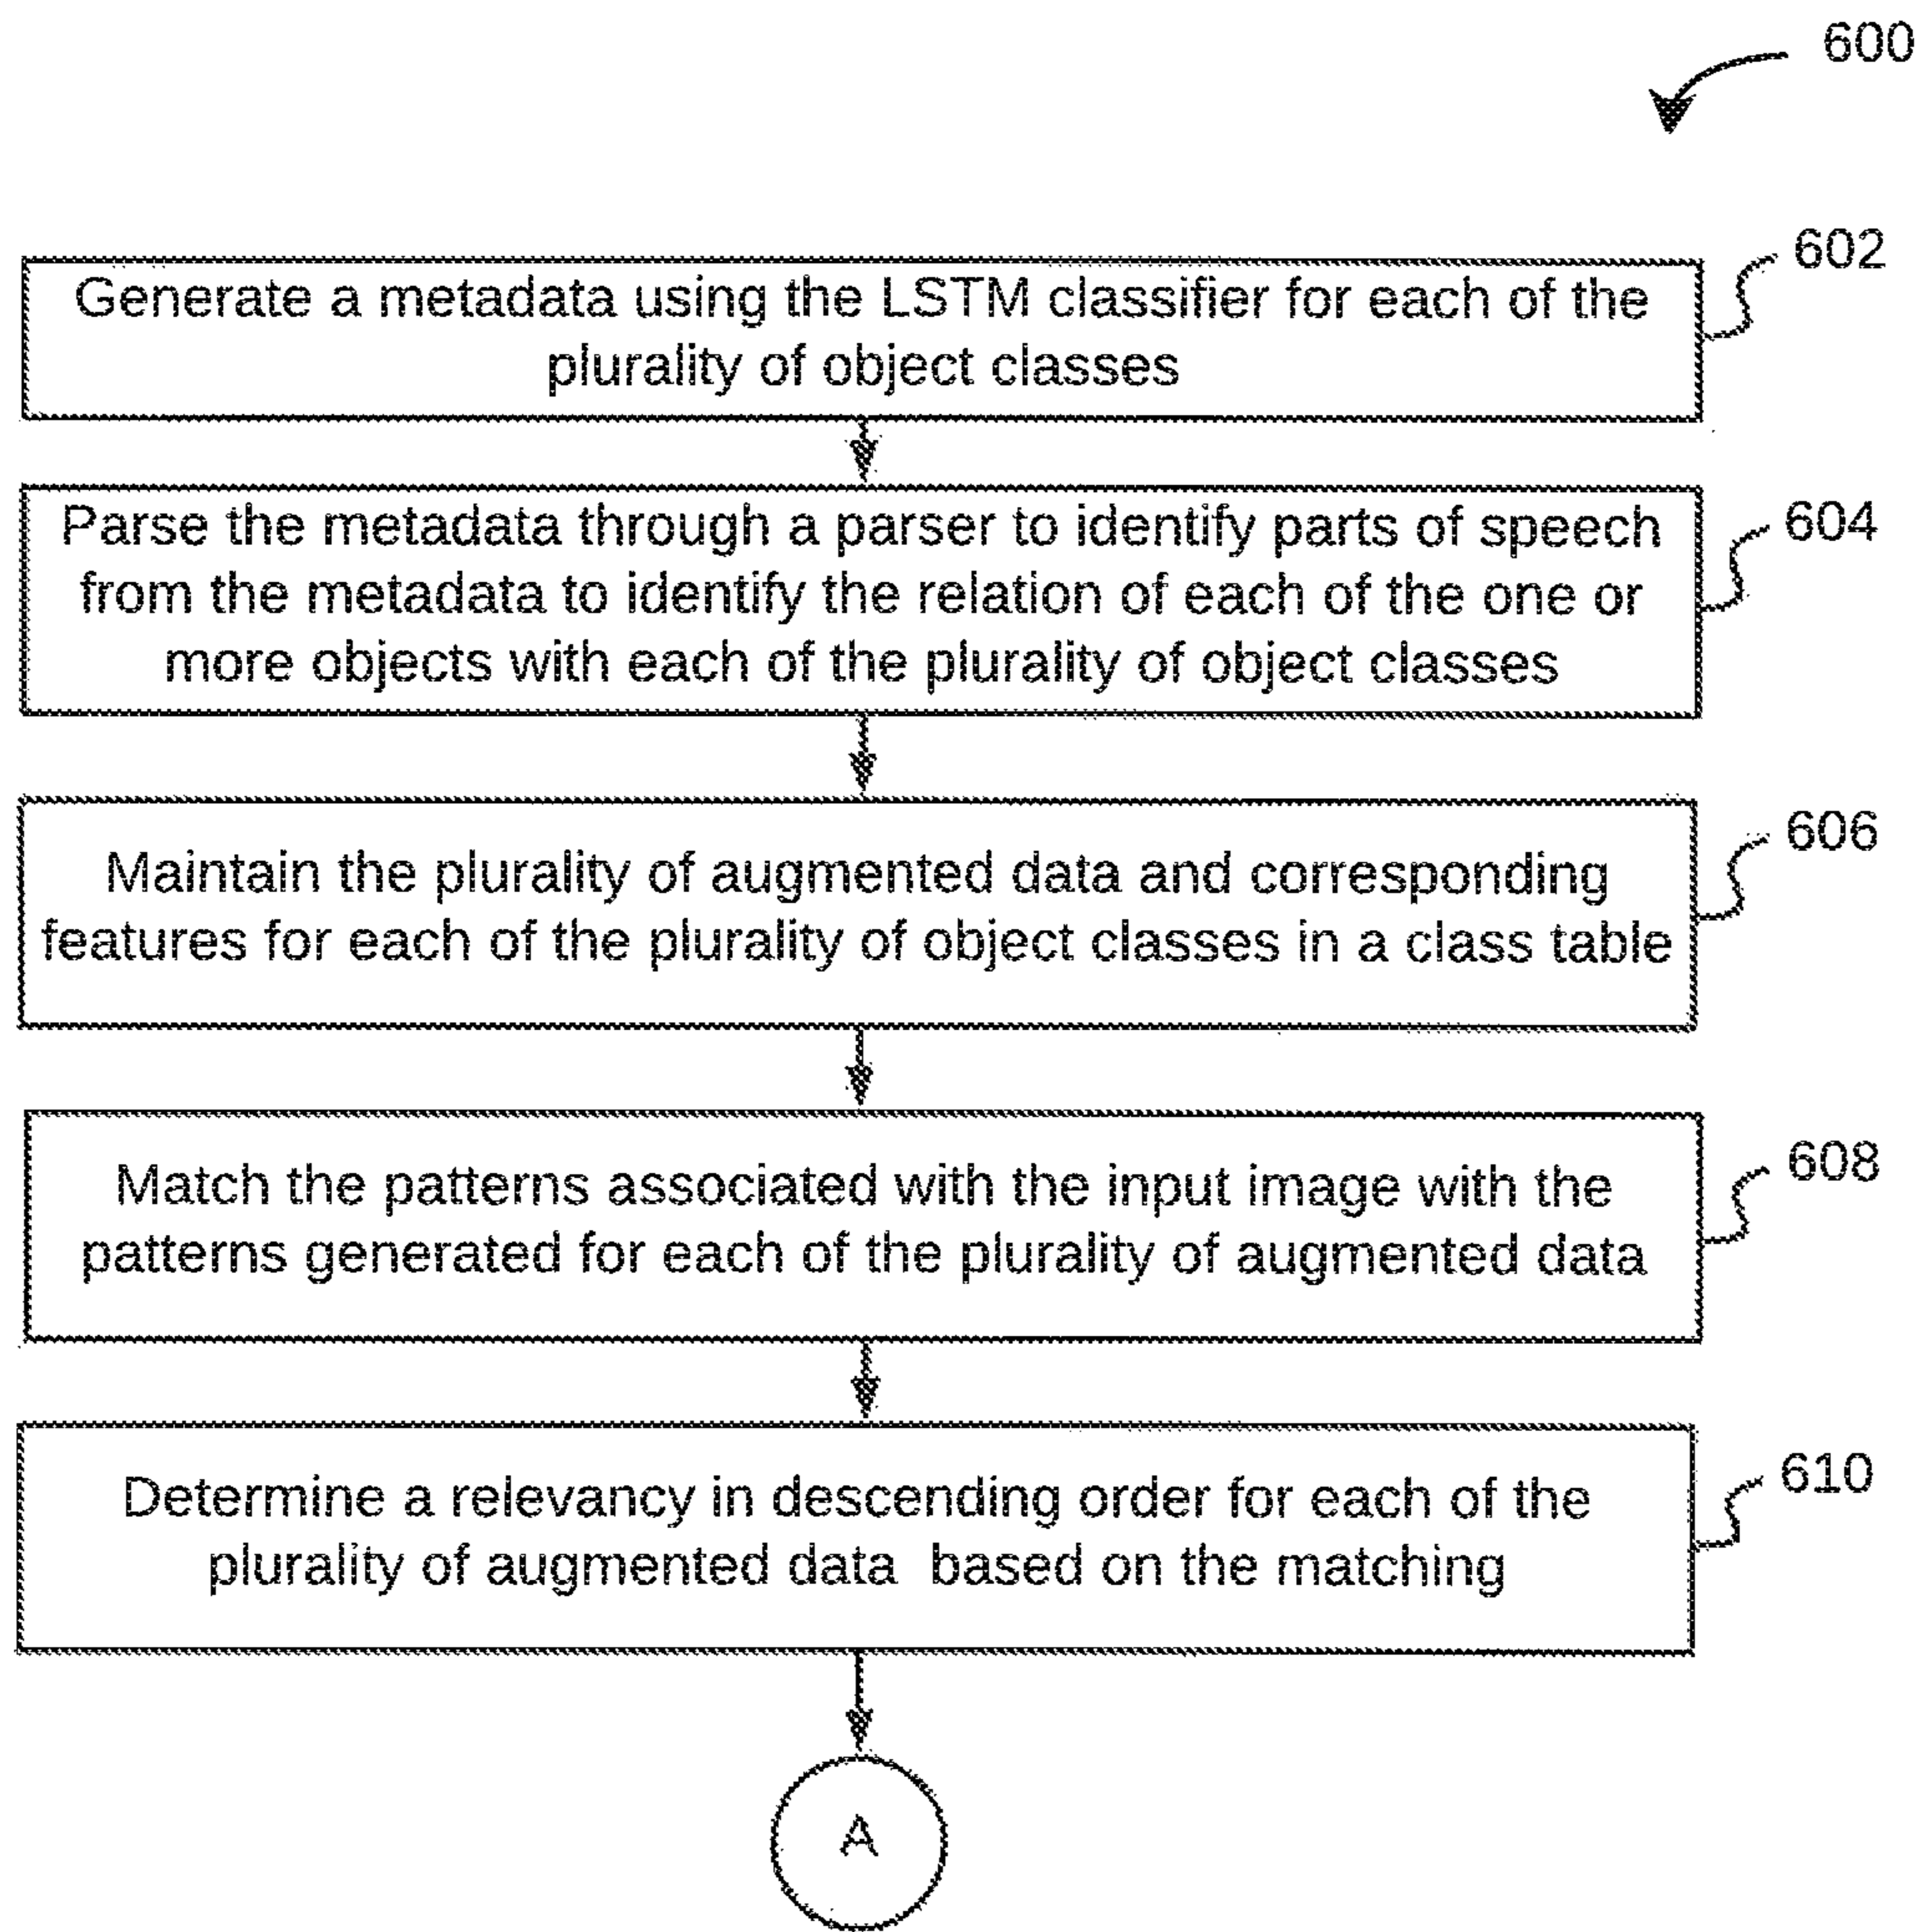 600
602
Generate a metadata using the LSTM classifier for each of the
plurality of object classes
604
Parse the metadata through a parser to identify parts of speech
from the metadata to identify the relation of each of the one or
more objects with each of the plurality of object classes
606
Maintain the plurality of augmented data and corresponding
features for each of the plurality of object classes in a class table
608
Match the patterns associated with the input image with the
patterns generated for each of the plurality of augmented data
610
Determine a relevancy in descending order for each of the
plurality of augmented data  based on the matching
A